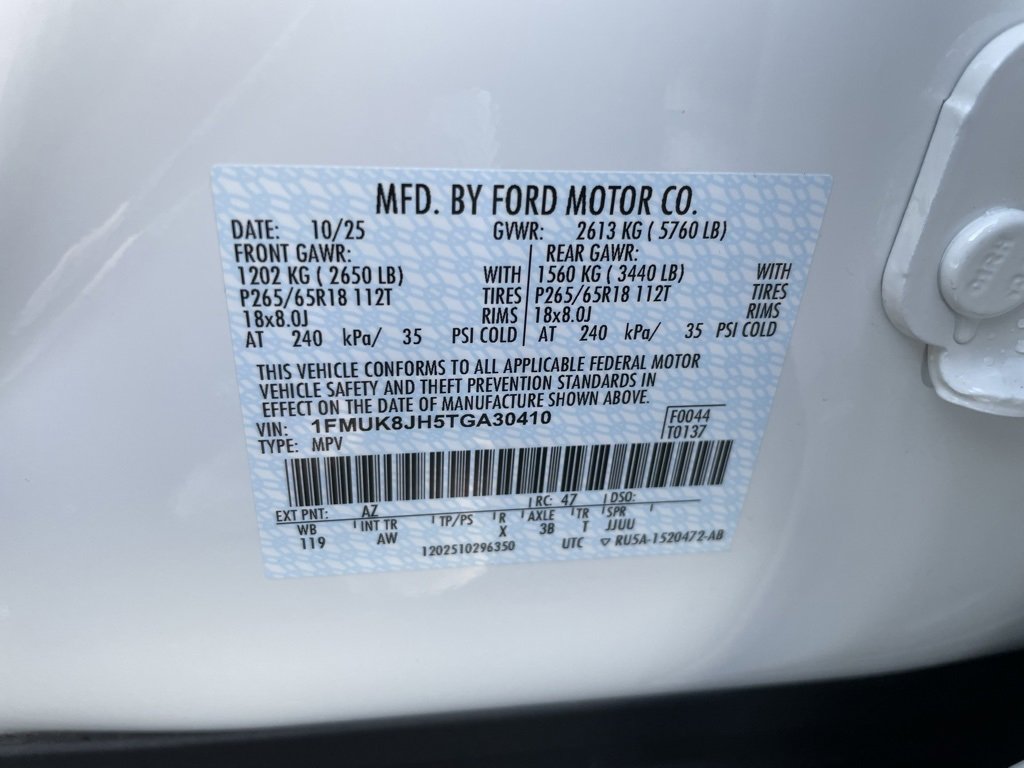 MFD. BY FORD MOTOR CO.
DATE: 10/25 GVWR: 2613 KG ( 5760 LB)
FRONT GAWR: REAR GAWR:
1202 KG ( 2650 LB) WITH 1560 KG ( 3440 LB) WITH
P265/65R18 112T TIRES P265/65R18 112T TIRES
18x8.0J RIMS 18x8.0J RIMS
AT 240 kPa/ 35 PSI COLD AT 240 kPa/ 35 PSI COLD
THIS VEHICLE CONFORMS TO ALL APPLICABLE FEDERAL MOTOR
VEHICLE SAFETY AND THEFT PREVENTION STANDARDS IN
EFFECT ON THE DATE OF MANUFACTURE SHOWN ABOVE.
VIN: 1FMUK8JH5TGA30410 F0044
TYPE: MPV T0137
EXT PNT: AZ RC: 47 DSO:
WB INT TR TP/PS R AXLE TR SPR
119 AW X 3B T JJUU
1202510296350 UTC ▽ RU5A-1520472-AB